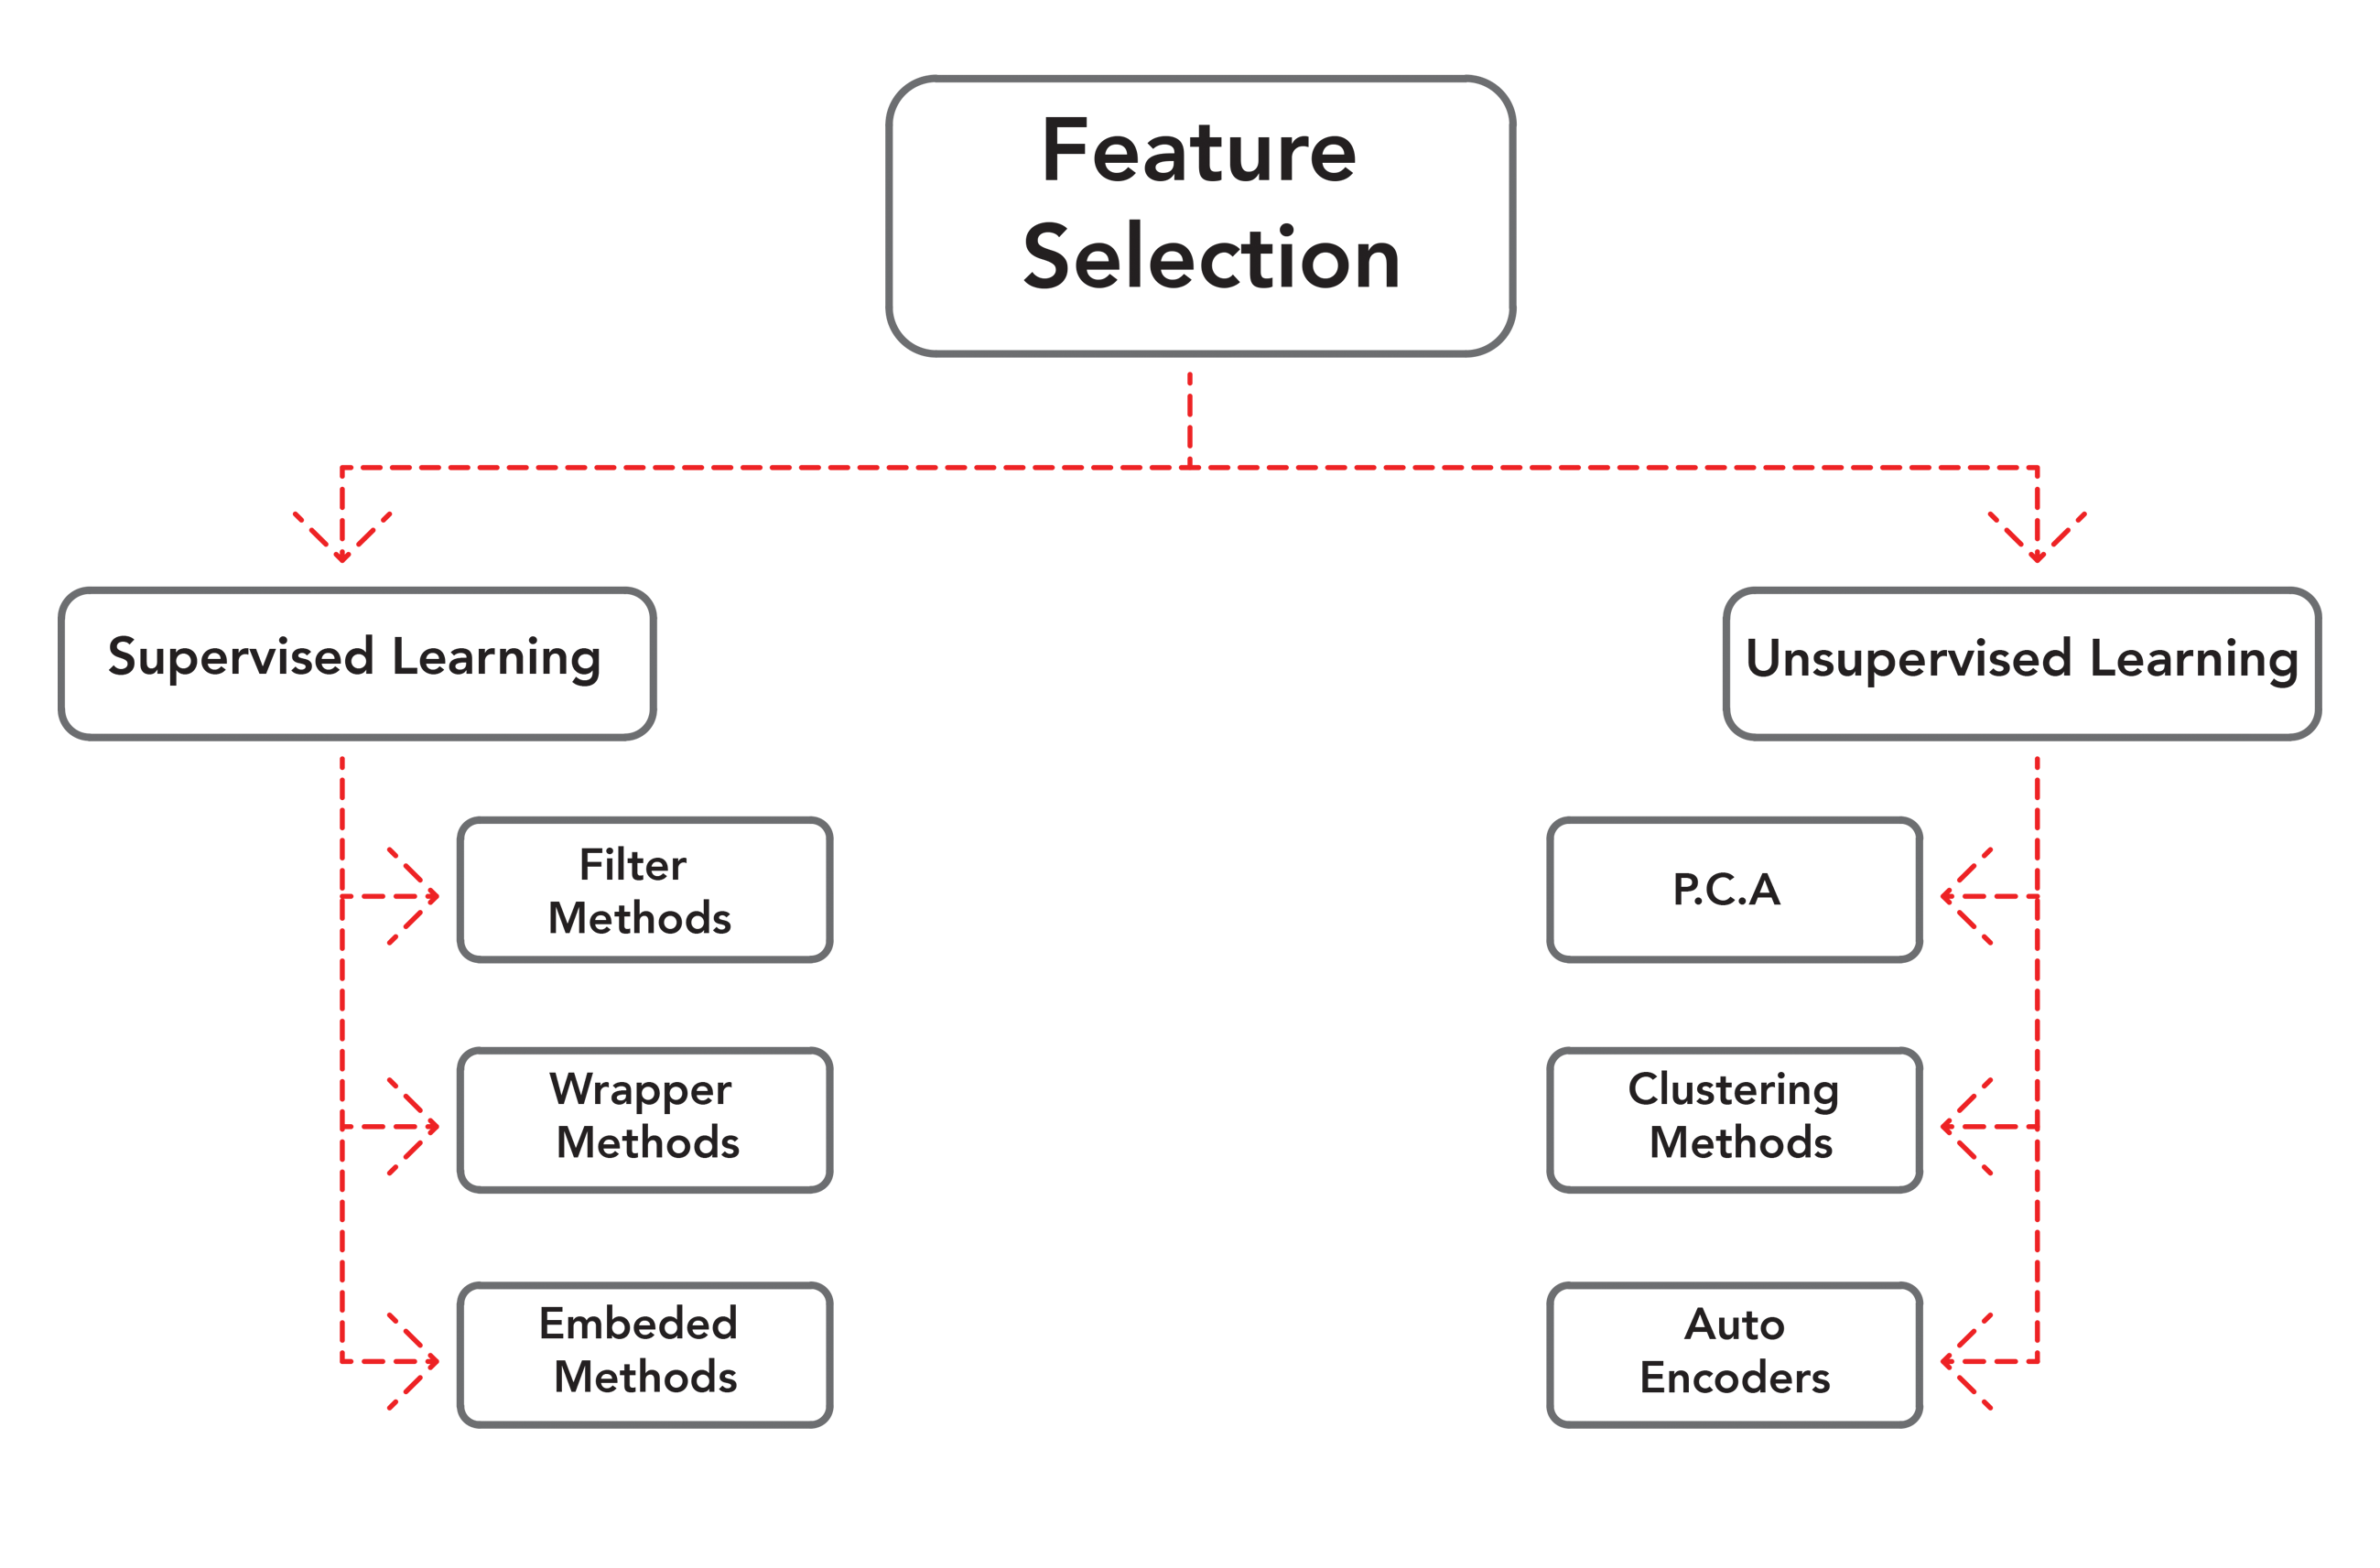 Feature
Selection
Supervised Learning
Unsupervised Learning
Filter
Methods
Wrapper
Methods
Embeded
Methods
P.C.A
Clustering
Methods
Auto
Encoders